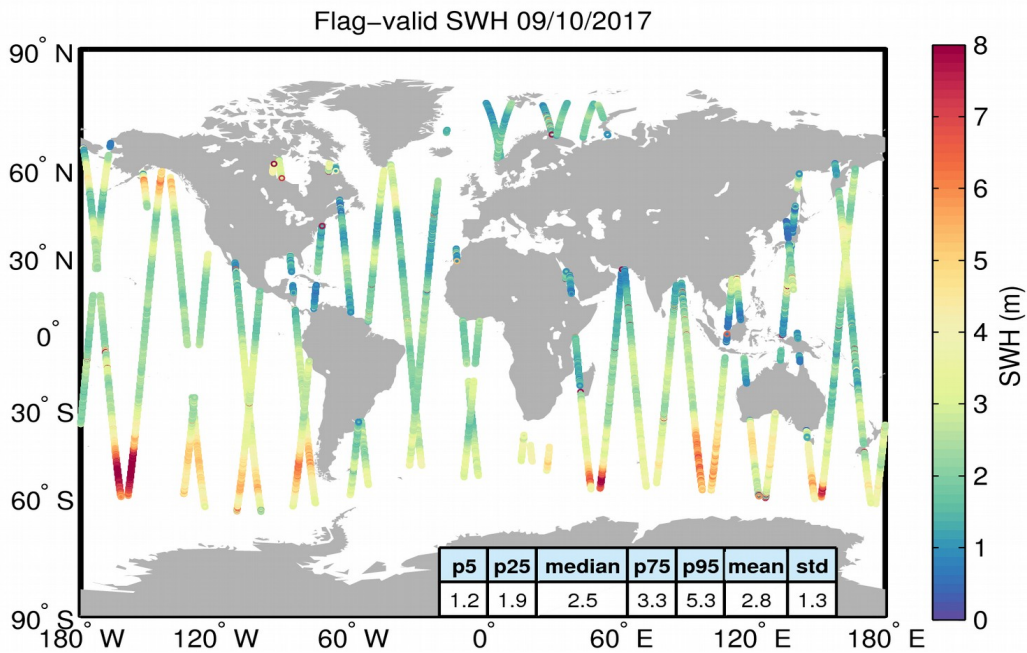 Flag−valid SWH 09/10/2017
90° N
60° N
30° N
0°
30° S
60° S
90° S
180° W
120° W
60° W
0°
60° E
120° E
180° E
p5 p25 median p75 p95 mean std
1.2 1.9 2.5 3.3 5.3 2.8 1.3
8
7
6
5
4
3
2
1
0
SWH (m)